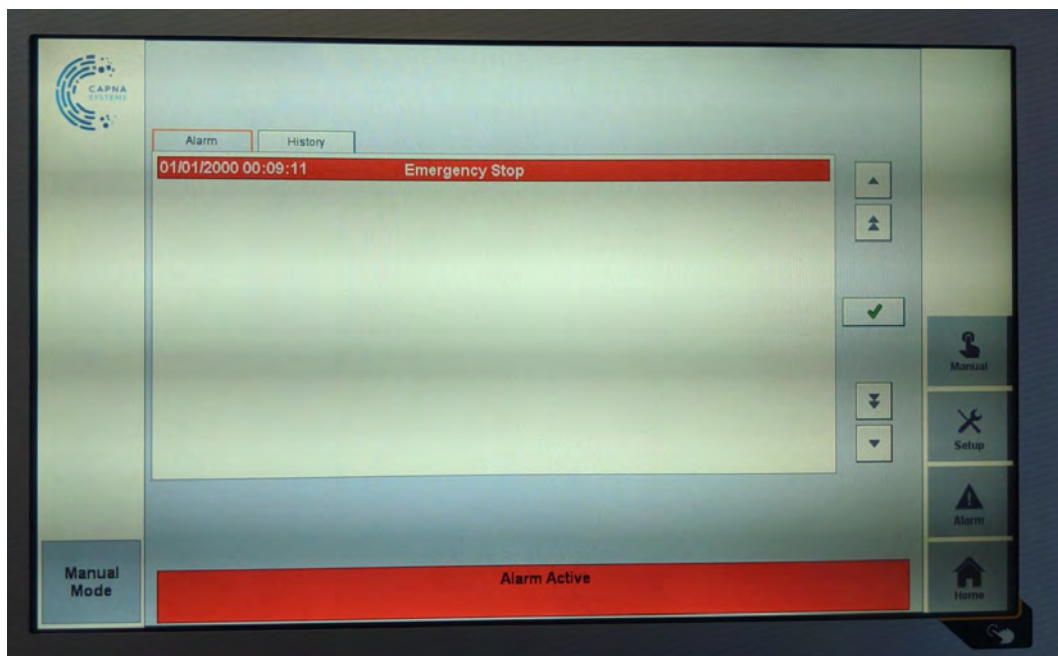 CAPNA
SYSTEMS
Alarm
History
01/01/2000 00:09:11 Emergency Stop
Manual
Setup
Alarm
Home
Manual
Mode
Alarm Active